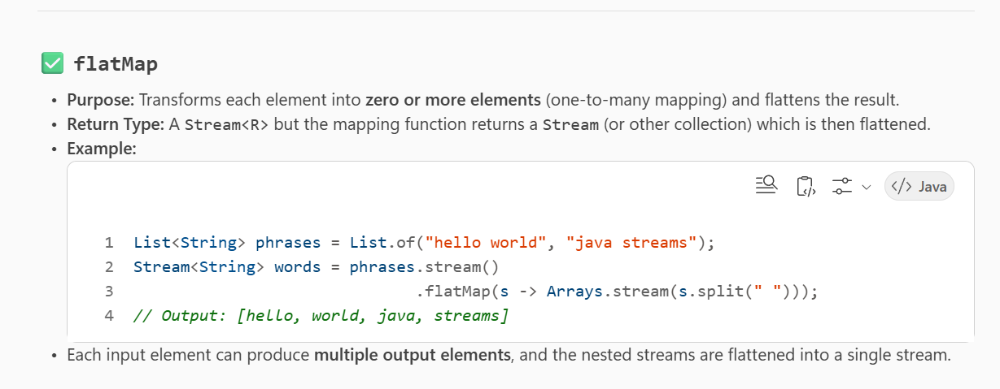 ✅ flatMap
• Purpose: Transforms each element into zero or more elements (one-to-many mapping) and flattens the result.
• Return Type: A Stream<R> but the mapping function returns a Stream (or other collection) which is then flattened.
• Example:
</> Java
1 List<String> phrases = List.of("hello world", "java streams");
2 Stream<String> words = phrases.stream()
3                               .flatMap(s -> Arrays.stream(s.split(" ")));
4 // Output: [hello, world, java, streams]
• Each input element can produce multiple output elements, and the nested streams are flattened into a single stream.